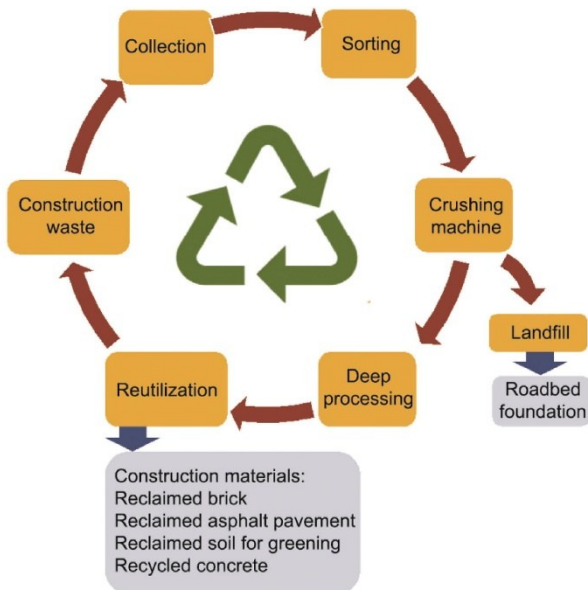 Collection
Sorting
Construction
waste
Crushing
machine
Landfill
Roadbed
foundation
Deep
processing
Reutilization
Construction materials:
Reclaimed brick
Reclaimed asphalt pavement
Reclaimed soil for greening
Recycled concrete